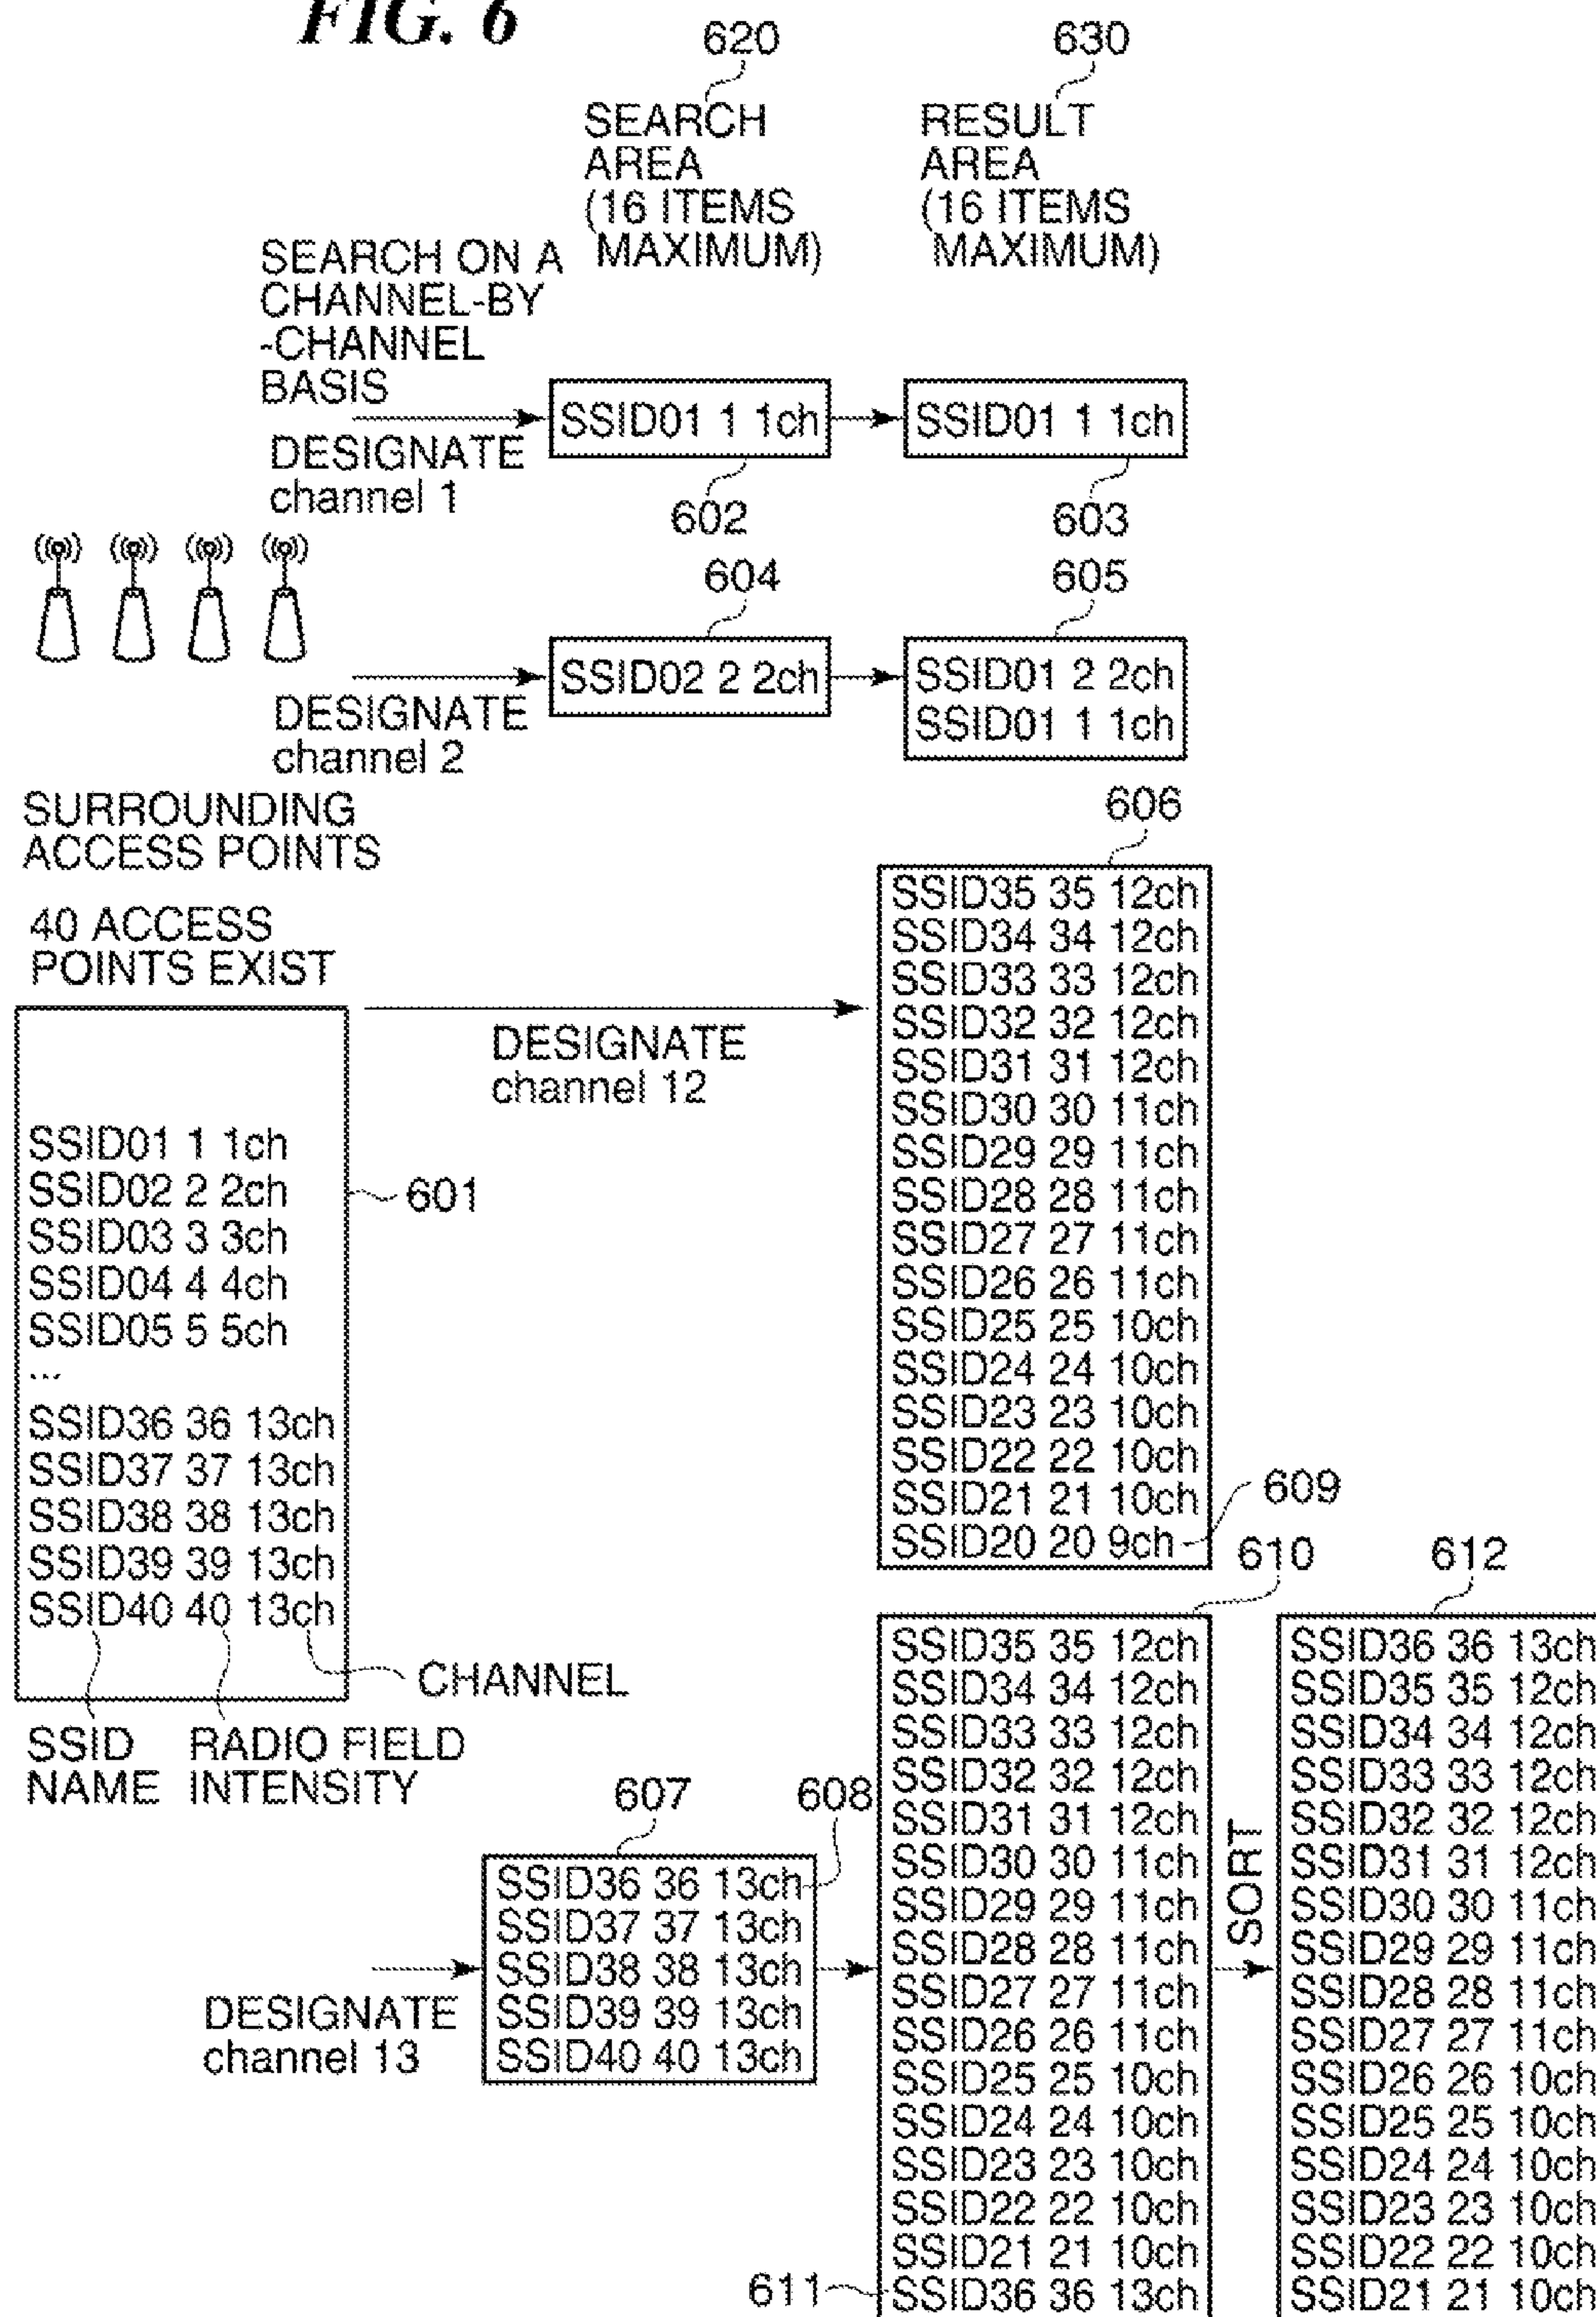 FIG. 6
620
630
SEARCH
AREA
(16 ITEMS
MAXIMUM)
RESULT
AREA
(16 ITEMS
MAXIMUM)
SEARCH ON A
CHANNEL-BY
-CHANNEL
BASIS
DESIGNATE
channel 1
SSID01 1 1ch
SSID01 1 1ch
602
603
604
605
DESIGNATE
channel 2
SSID02 2 2ch
SSID01 2 2ch
SSID01 1 1ch
SURROUNDING
ACCESS POINTS
40 ACCESS
POINTS EXIST
SSID01 1 1ch
SSID02 2 2ch
SSID03 3 3ch
SSID04 4 4ch
SSID05 5 5ch
...
SSID36 36 13ch
SSID37 37 13ch
SSID38 38 13ch
SSID39 39 13ch
SSID40 40 13ch
601
CHANNEL
SSID
NAME
RADIO FIELD
INTENSITY
DESIGNATE
channel 12
606
SSID35 35 12ch
SSID34 34 12ch
SSID33 33 12ch
SSID32 32 12ch
SSID31 31 12ch
SSID30 30 11ch
SSID29 29 11ch
SSID28 28 11ch
SSID27 27 11ch
SSID26 26 11ch
SSID25 25 10ch
SSID24 24 10ch
SSID23 23 10ch
SSID22 22 10ch
SSID21 21 10ch
SSID20 20 9ch
609
DESIGNATE
channel 13
607
608
SSID36 36 13ch
SSID37 37 13ch
SSID38 38 13ch
SSID39 39 13ch
SSID40 40 13ch
610
SSID35 35 12ch
SSID34 34 12ch
SSID33 33 12ch
SSID32 32 12ch
SSID31 31 12ch
SSID30 30 11ch
SSID29 29 11ch
SSID28 28 11ch
SSID27 27 11ch
SSID26 26 11ch
SSID25 25 10ch
SSID24 24 10ch
SSID23 23 10ch
SSID22 22 10ch
SSID21 21 10ch
SSID36 36 13ch
611
SORT
612
SSID36 36 13ch
SSID35 35 12ch
SSID34 34 12ch
SSID33 33 12ch
SSID32 32 12ch
SSID31 31 12ch
SSID30 30 11ch
SSID29 29 11ch
SSID28 28 11ch
SSID27 27 11ch
SSID26 26 10ch
SSID25 25 10ch
SSID24 24 10ch
SSID23 23 10ch
SSID22 22 10ch
SSID21 21 10ch